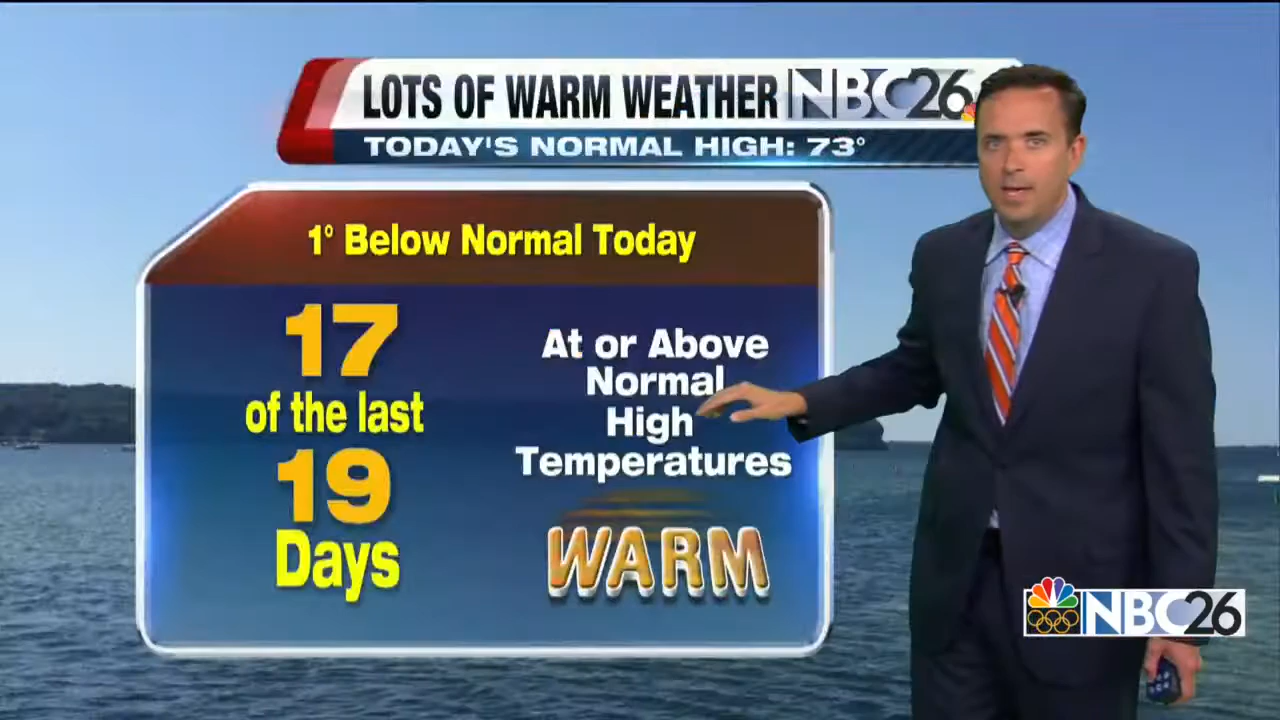 LOTS OF WARM WEATHER NBC26
TODAY'S NORMAL HIGH: 73°
1° Below Normal Today
17
of the last
19
Days
At or Above
Normal
High
Temperatures
WARM
NBC26